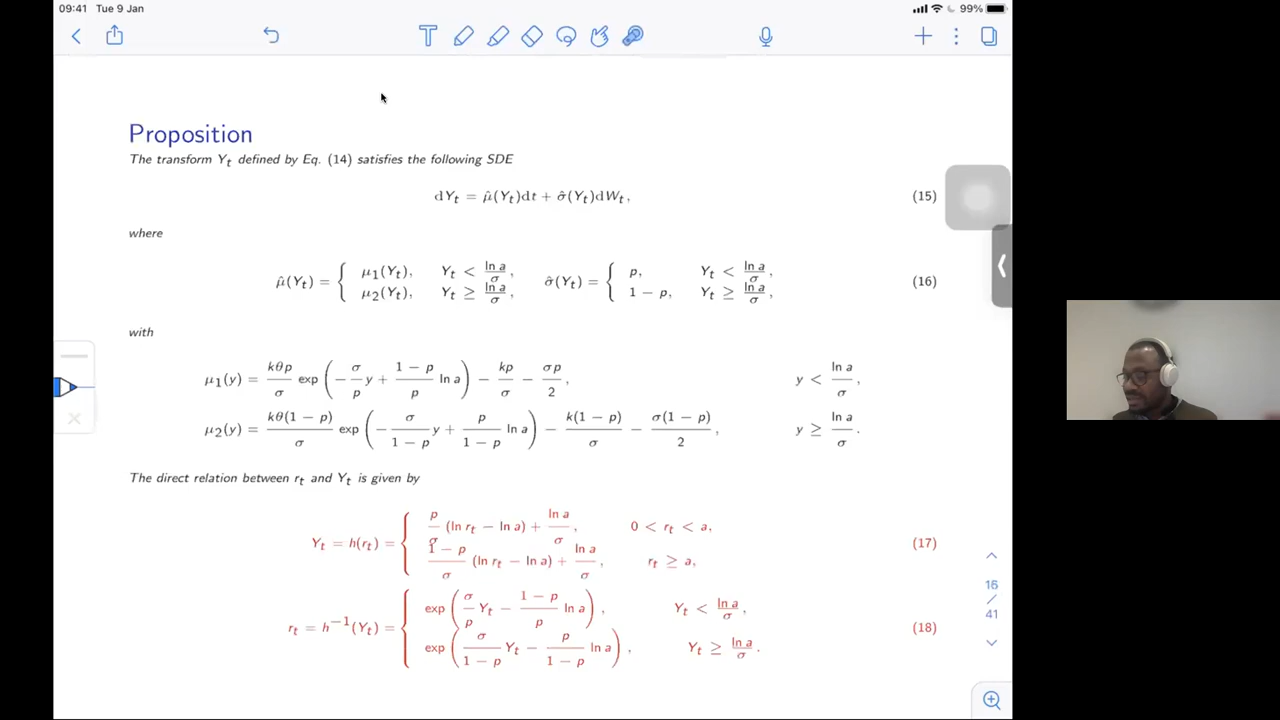 09:41 Tue 9 Jan
99%
Proposition
The transform Y_t defined by Eq. (14) satisfies the following SDE
dY_t = μ̂(Y_t)dt + σ̂(Y_t)dW_t, (15)
where
μ̂(Y_t) = { μ_1(Y_t), Y_t < ln a/σ, μ_2(Y_t), Y_t ≥ ln a/σ, σ̂(Y_t) = { p, Y_t < ln a/σ, 1 − p, Y_t ≥ ln a/σ, (16)
with
μ_1(y) = kθp/σ exp(−σ/p y + 1 − p/p ln a) − kp/σ − σp/2, y < ln a/σ,
μ_2(y) = kθ(1 − p)/σ exp(−σ/1 − p y + p/1 − p ln a) − k(1 − p)/σ − σ(1 − p)/2, y ≥ ln a/σ.
The direct relation between r_t and Y_t is given by
Y_t = h(r_t) = { p/σ (ln r_t − ln a) + ln a/σ, 0 < r_t < a, 1 − p/σ (ln r_t − ln a) + ln a/σ, r_t ≥ a, (17)
r_t = h^−1(Y_t) = { exp(σ/p Y_t − 1 − p/p ln a), Y_t < ln a/σ, exp(σ/1 − p Y_t − p/1 − p ln a), Y_t ≥ ln a/σ. (18)
16
/
41